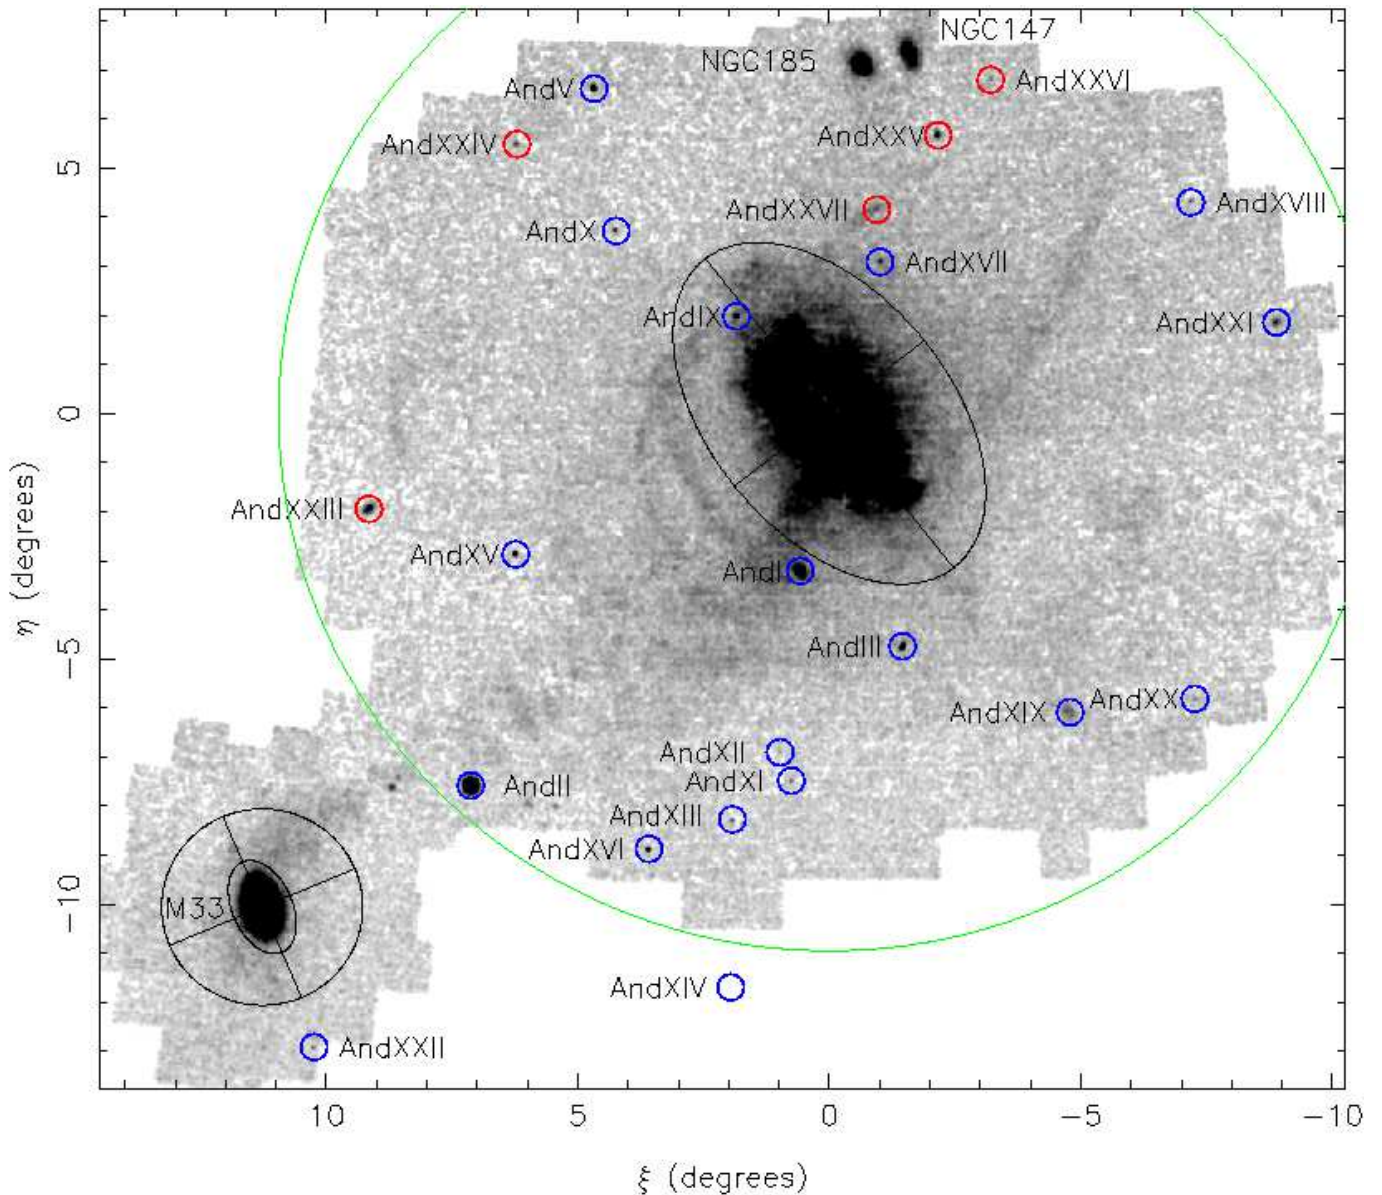 NGC147
NGC185
AndXXVI
AndV
AndXXV
AndXXIV
AndXXVII
AndXVIII
AndX
AndXVII
AndIX
AndXXI
AndXXIII
AndXV
AndI
AndIII
AndXIX
AndXX
AndXII
AndXI
AndII
AndXIII
AndXVI
M33
AndXIV
AndXXII
5
0
−5
−10
η (degrees)
10 5 0 −5 −10
ξ (degrees)